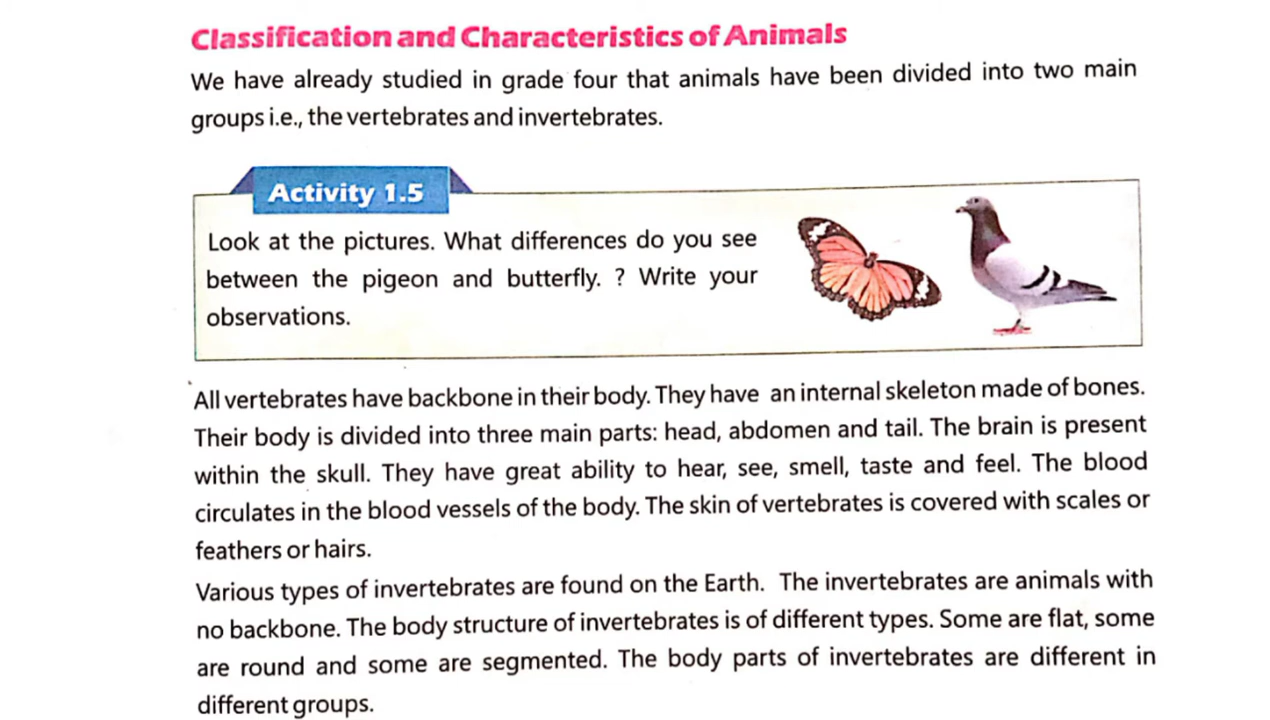 Classification and Characteristics of Animals
We have already studied in grade four that animals have been divided into two main
groups i.e., the vertebrates and invertebrates.
Activity 1.5
Look at the pictures. What differences do you see
between the pigeon and butterfly. ? Write your
observations.
All vertebrates have backbone in their body. They have an internal skeleton made of bones.
Their body is divided into three main parts: head, abdomen and tail. The brain is present
within the skull. They have great ability to hear, see, smell, taste and feel. The blood
circulates in the blood vessels of the body. The skin of vertebrates is covered with scales or
feathers or hairs.
Various types of invertebrates are found on the Earth. The invertebrates are animals with
no backbone. The body structure of invertebrates is of different types. Some are flat, some
are round and some are segmented. The body parts of invertebrates are different in
different groups.